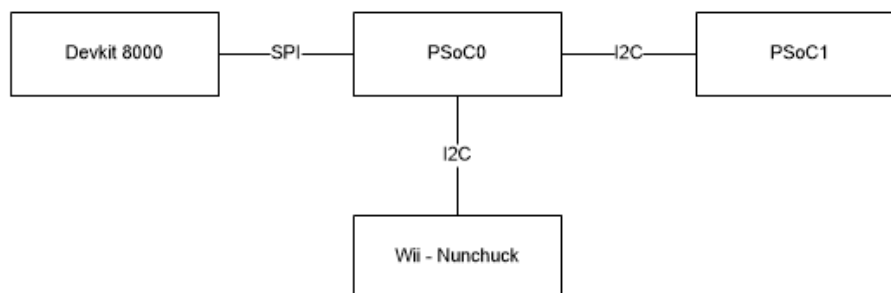 Devkit 8000
SPI
PSoC0
I2C
PSoC1
I2C
Wii - Nunchuck